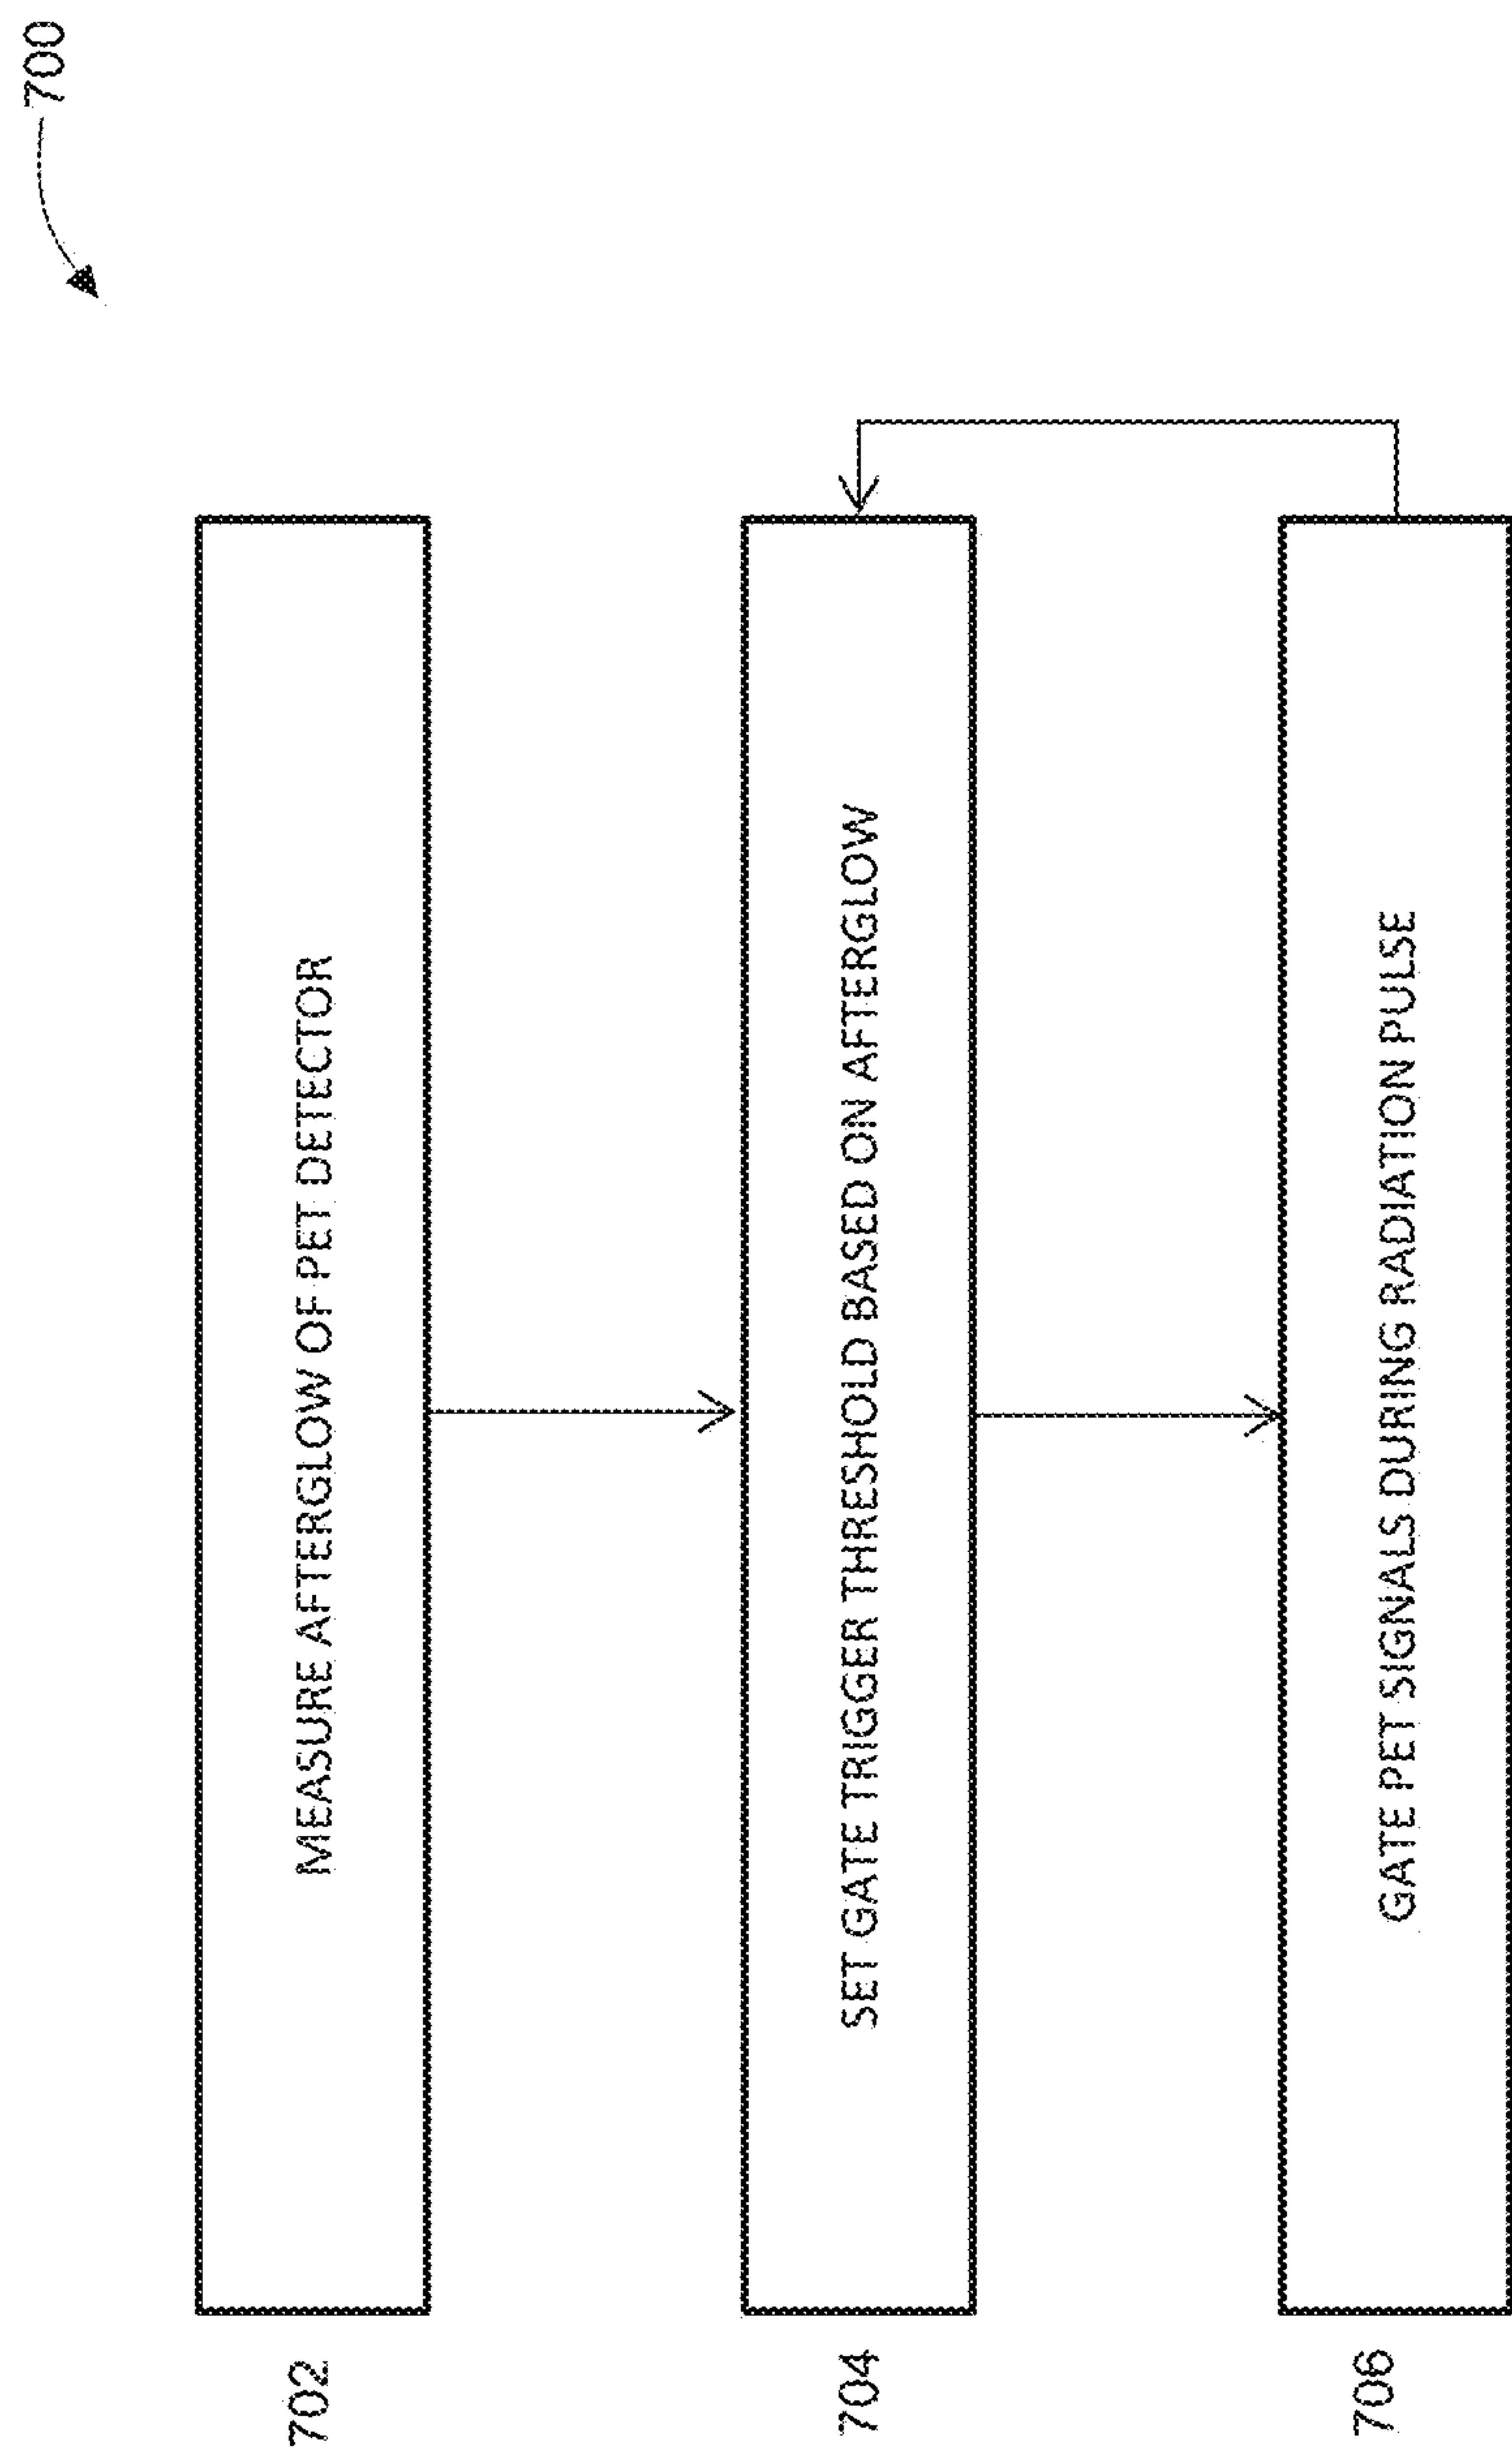 700
702
MEASURE AFTERGLOW OF PET DETECTOR
704
SET GATE TRIGGER THRESHOLD BASED ON AFTERGLOW
706
GATE PET SIGNALS DURING RADIATION PULSE